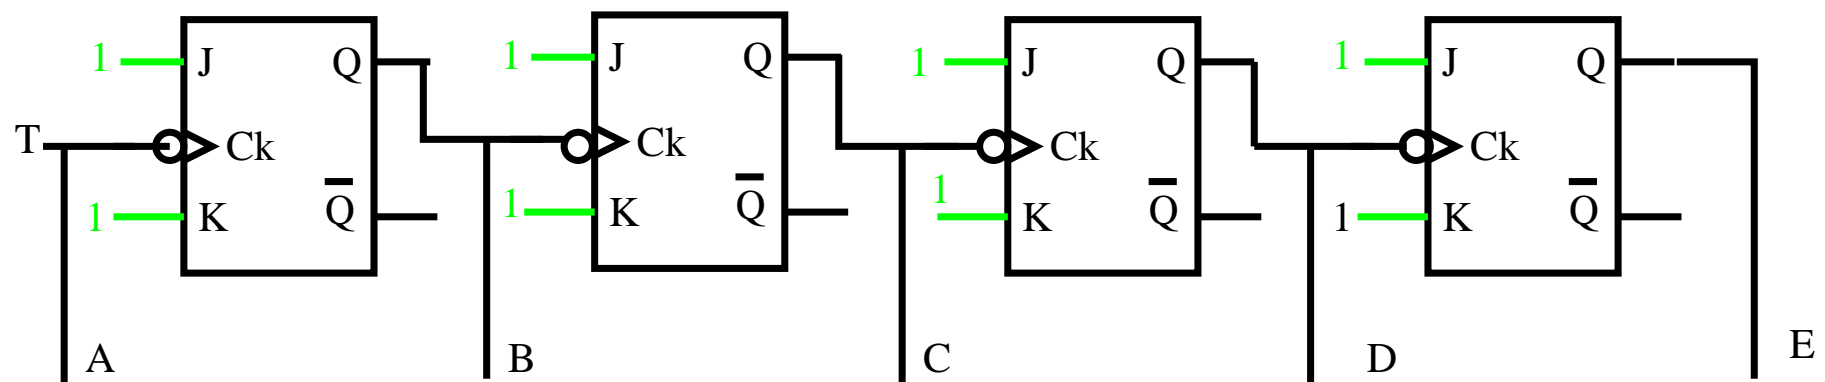 1 J Q 1 J Q 1 J Q 1 J Q
T Ck Ck Ck Ck
1 K Q 1 K Q 1 K Q 1 K Q
A B C D E